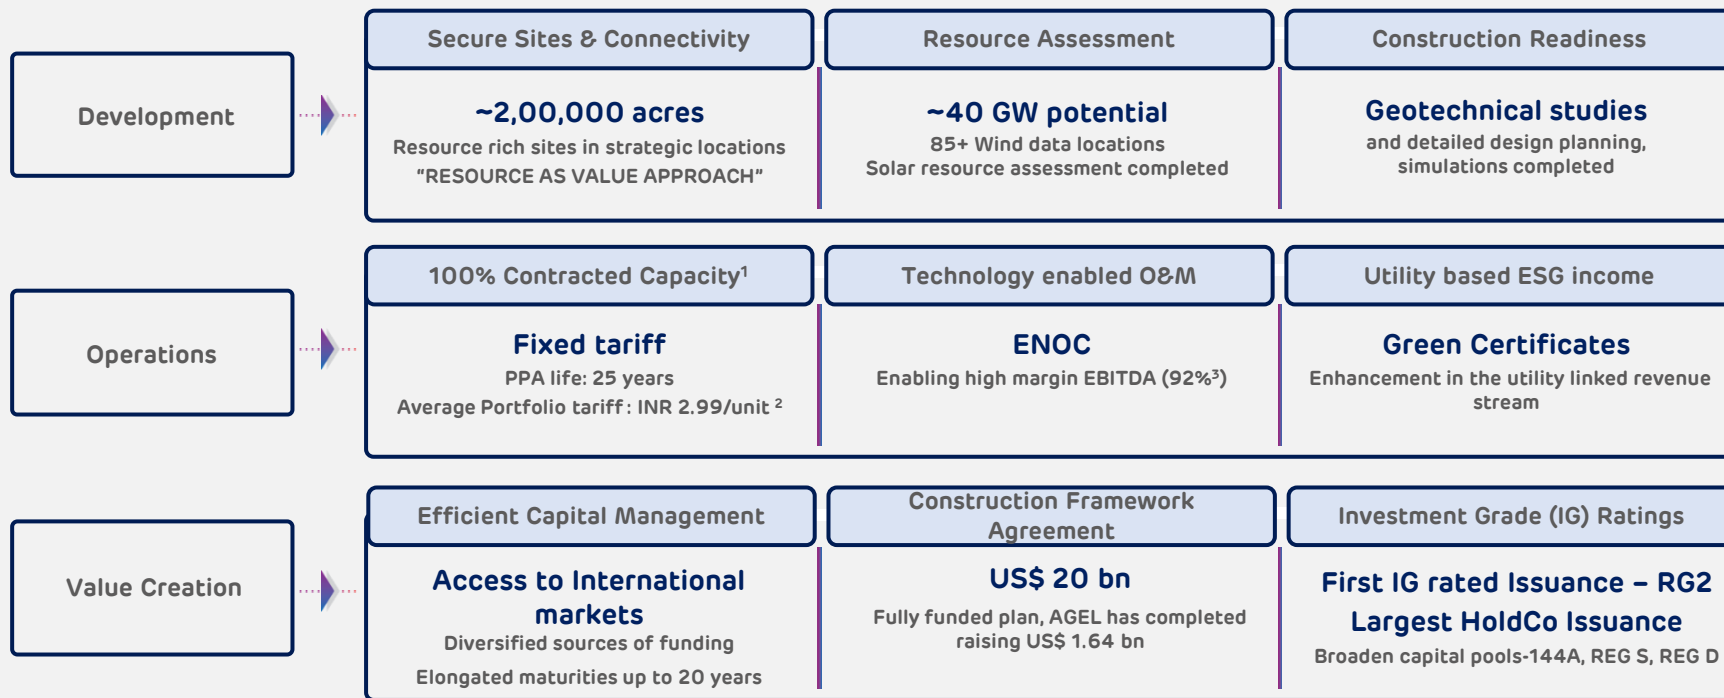 Development
Secure Sites & Connectivity
~2,00,000 acres
Resource rich sites in strategic locations
"RESOURCE AS VALUE APPROACH"
Resource Assessment
~40 GW potential
85+ Wind data locations
Solar resource assessment completed
Construction Readiness
Geotechnical studies
and detailed design planning,
simulations completed
Operations
100% Contracted Capacity¹
Fixed tariff
PPA life: 25 years
Average Portfolio tariff : INR 2.99/unit ²
Technology enabled O&M
ENOC
Enabling high margin EBITDA (92%³)
Utility based ESG income
Green Certificates
Enhancement in the utility linked revenue
stream
Value Creation
Efficient Capital Management
Access to International
markets
Diversified sources of funding
Elongated maturities up to 20 years
Construction Framework
Agreement
US$ 20 bn
Fully funded plan, AGEL has completed
raising US$ 1.64 bn
Investment Grade (IG) Ratings
First IG rated Issuance – RG2
Largest HoldCo Issuance
Broaden capital pools-144A, REG S, REG D